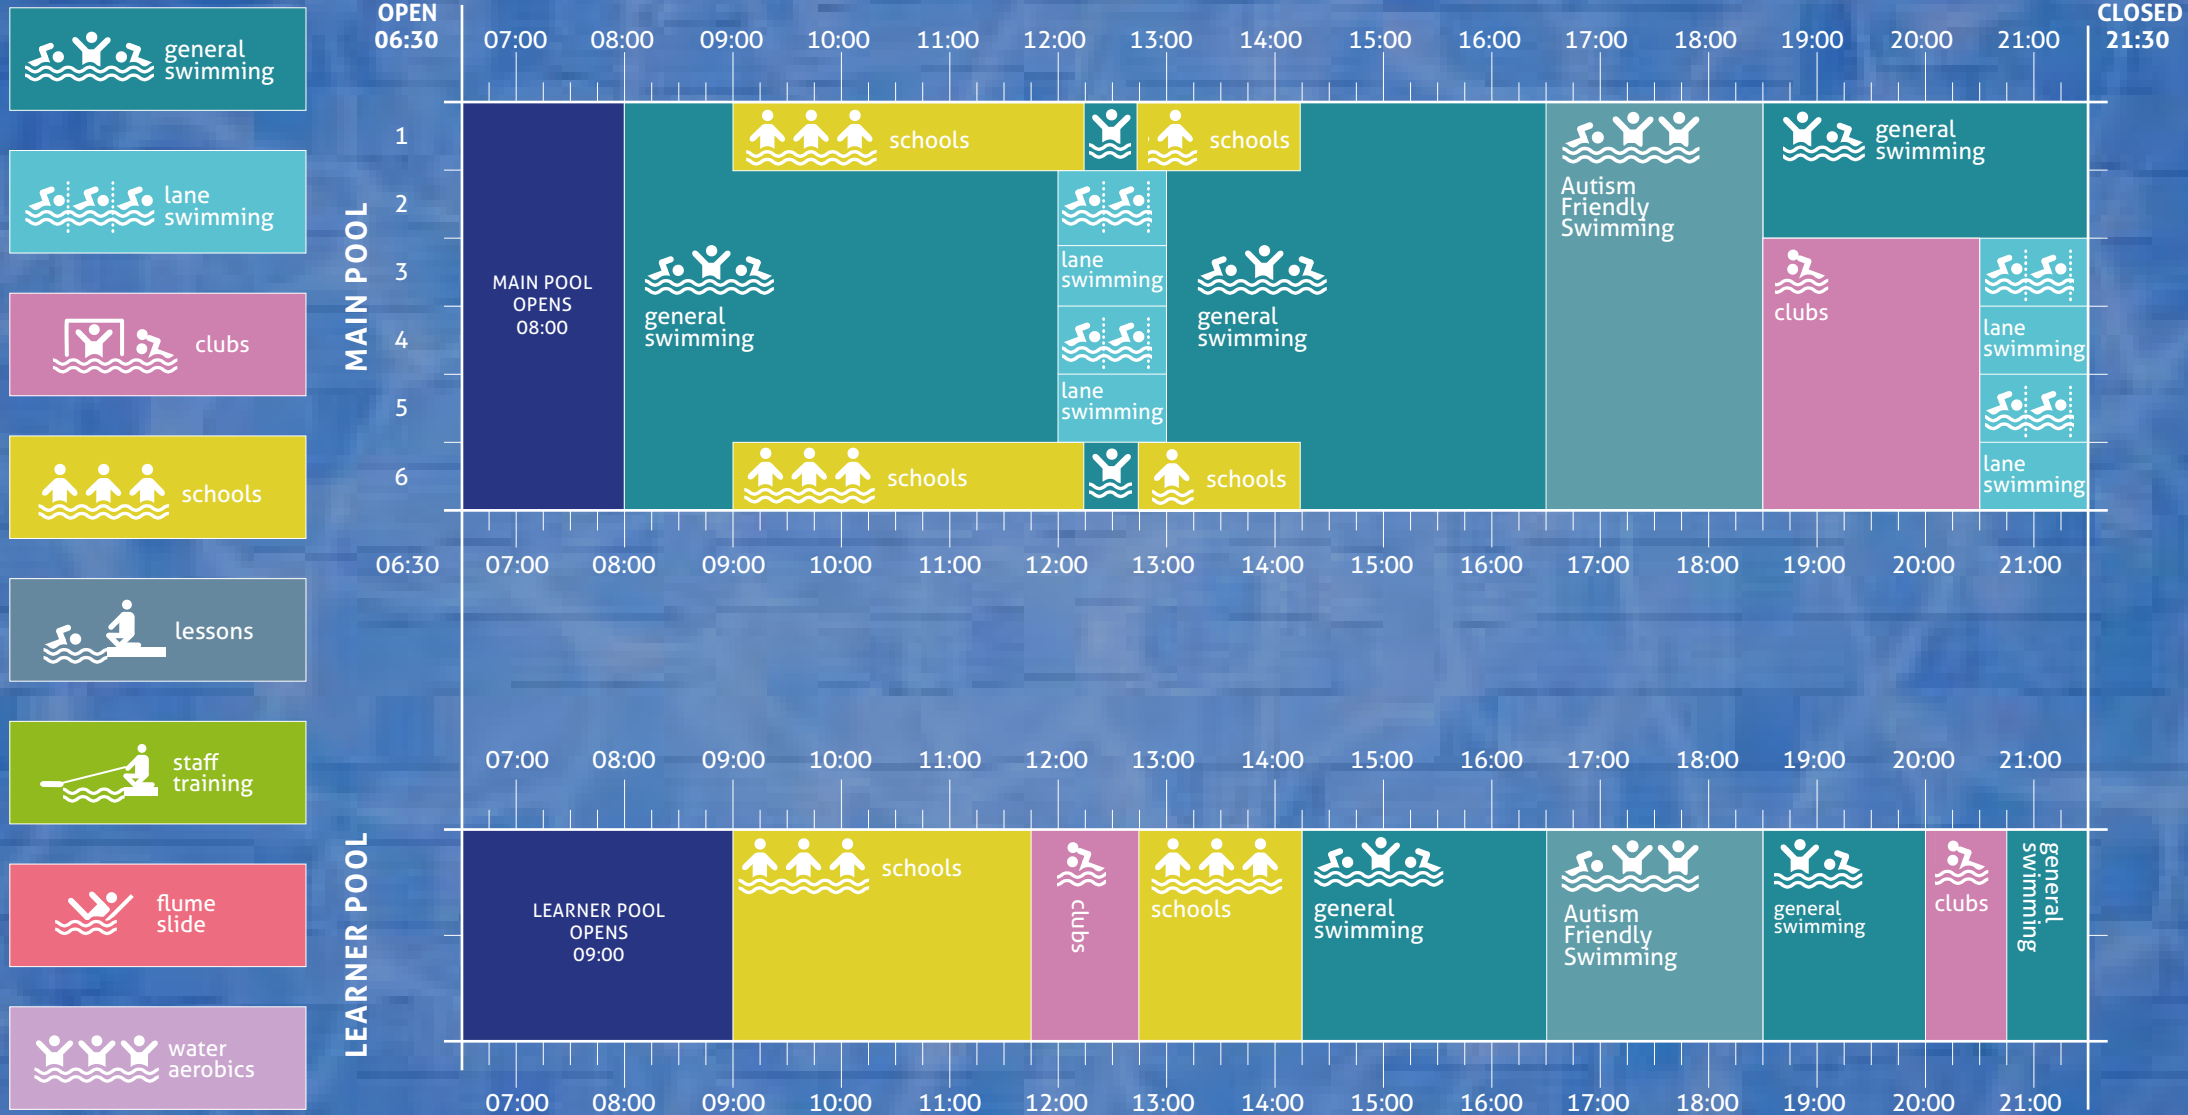 general
swimming
lane
swimming
clubs
schools
lessons
staff
training
flume
slide
water
aerobics
OPEN
06:30
07:00 08:00 09:00 10:00 11:00 12:00 13:00 14:00 15:00 16:00 17:00 18:00 19:00 20:00 21:00
CLOSED
21:30
MAIN POOL
1
2
3
4
5
6
MAIN POOL
OPENS
08:00
general
swimming
schools
schools
lane
swimming
lane
swimming
general
swimming
schools
schools
Autism
Friendly
Swimming
general
swimming
clubs
lane
swimming
lane
swimming
06:30 07:00 08:00 09:00 10:00 11:00 12:00 13:00 14:00 15:00 16:00 17:00 18:00 19:00 20:00 21:00
07:00 08:00 09:00 10:00 11:00 12:00 13:00 14:00 15:00 16:00 17:00 18:00 19:00 20:00 21:00
LEARNER POOL
LEARNER POOL
OPENS
09:00
schools
clubs
schools
general
swimming
Autism
Friendly
Swimming
general
swimming
clubs
general
swimming
07:00 08:00 09:00 10:00 11:00 12:00 13:00 14:00 15:00 16:00 17:00 18:00 19:00 20:00 21:00